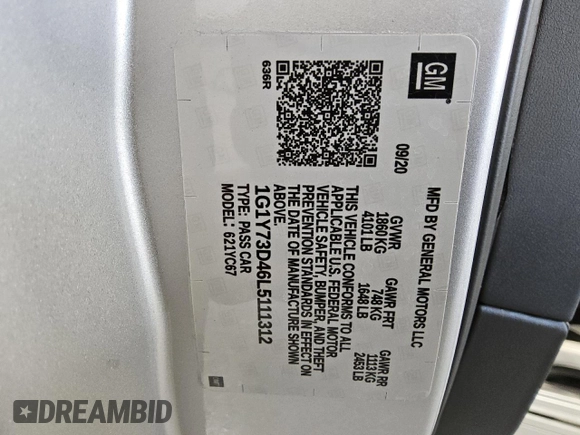 GM
MFD BY GENERAL MOTORS LLC
09/20 GVWR GAWR FRT GAWR RR
1860 KG 748 KG 1113 KG
4101 LB 1648 LB 2453 LB
THIS VEHICLE CONFORMS TO ALL
APPLICABLE U.S. FEDERAL MOTOR
VEHICLE SAFETY, BUMPER, AND THEFT
PREVENTION STANDARDS IN EFFECT ON
THE DATE OF MANUFACTURE SHOWN
ABOVE.
1G1Y73D46L5111312
TYPE: PASS CAR
MODEL: 621YC67
636R
DREAMBID